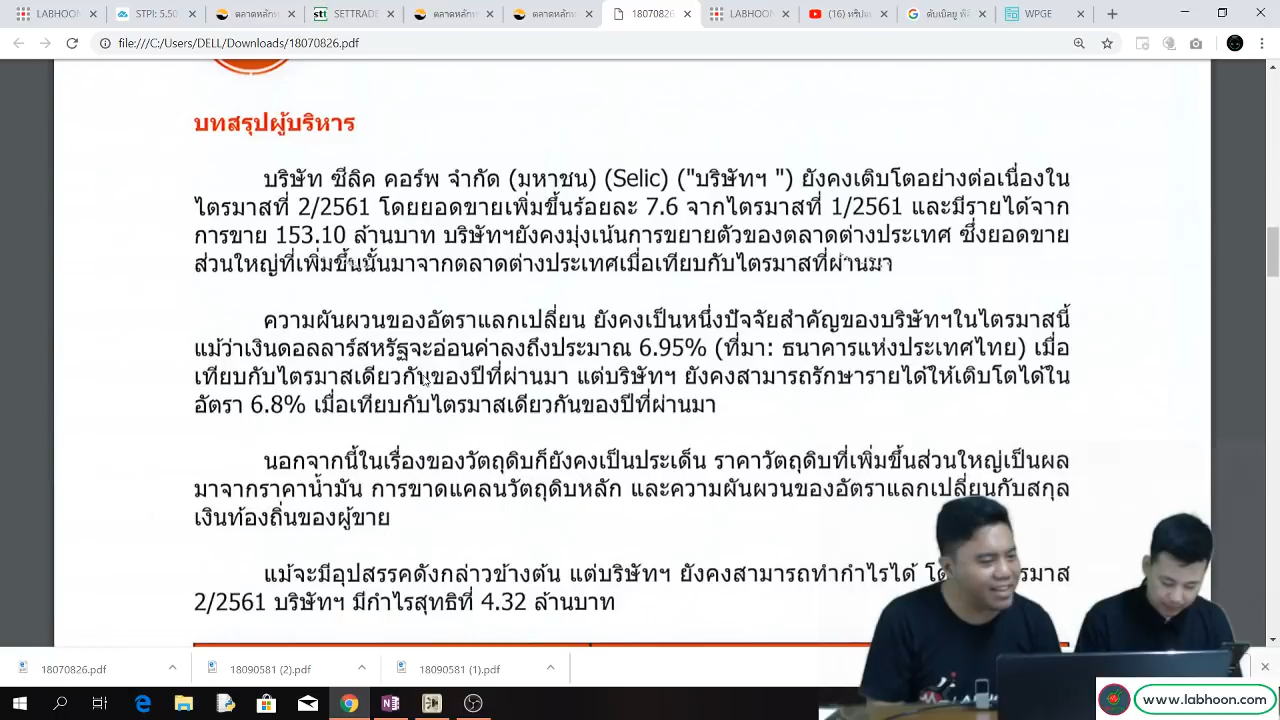 LABHOON
STPI: 5.50
ตลาดหลัก
SETTRADE
ตลาดหลักท
ตลาดหลักท
18070826.
LABHOON
(16)
WPGE
file:///C:/Users/DELL/Downloads/18070826.pdf
บทสรุปผู้บริหาร
บริษัท ซีลิค คอร์พ จำกัด (มหาชน) (Selic) ("บริษัทฯ ") ยังคงเติบโตอย่างต่อเนื่องใน
ไตรมาสที่ 2/2561 โดยยอดขายเพิ่มขึ้นร้อยละ 7.6 จากไตรมาสที่ 1/2561 และมีรายได้จาก
การขาย 153.10 ล้านบาท บริษัทฯยังคงมุ่งเน้นการขยายตัวของตลาดต่างประเทศ ซึ่งยอดขาย
ส่วนใหญ่ที่เพิ่มขึ้นนั้นมาจากตลาดต่างประเทศเมื่อเทียบกับไตรมาสที่ผ่านมา
ความผันผวนของอัตราแลกเปลี่ยน ยังคงเป็นหนึ่งปัจจัยสำคัญของบริษัทฯในไตรมาสนี้
แม้ว่าเงินดอลลาร์สหรัฐจะอ่อนค่าลงถึงประมาณ 6.95% (ที่มา: ธนาคารแห่งประเทศไทย) เมื่อ
เทียบกับไตรมาสเดียวกันของปีที่ผ่านมา แต่บริษัทฯ ยังคงสามารถรักษารายได้ให้เติบโตได้ใน
อัตรา 6.8% เมื่อเทียบกับไตรมาสเดียวกันของปีที่ผ่านมา
นอกจากนี้ในเรื่องของวัตถุดิบก็ยังคงเป็นประเด็น ราคาวัตถุดิบที่เพิ่มขึ้นส่วนใหญ่เป็นผล
มาจากราคาน้ำมัน การขาดแคลนวัตถุดิบหลัก และความผันผวนของอัตราแลกเปลี่ยนกับสกุล
เงินท้องถิ่นของผู้ขาย
แม้จะมีอุปสรรคดังกล่าวข้างต้น แต่บริษัทฯ ยังคงสามารถทำกำไรได้
2/2561 บริษัทฯ มีกำไรสุทธิที่ 4.32 ล้านบาท
18070826.pdf
18090581 (2).pdf
18090581 (1).pdf
www.labhoon.com